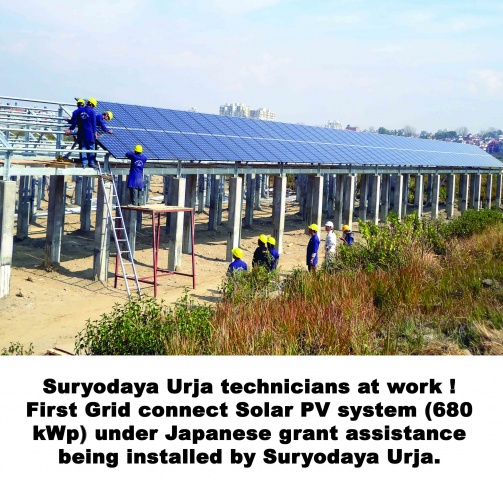 Suryodaya Urja technicians at work !
First Grid connect Solar PV system (680
kWp) under Japanese grant assistance
being installed by Suryodaya Urja.